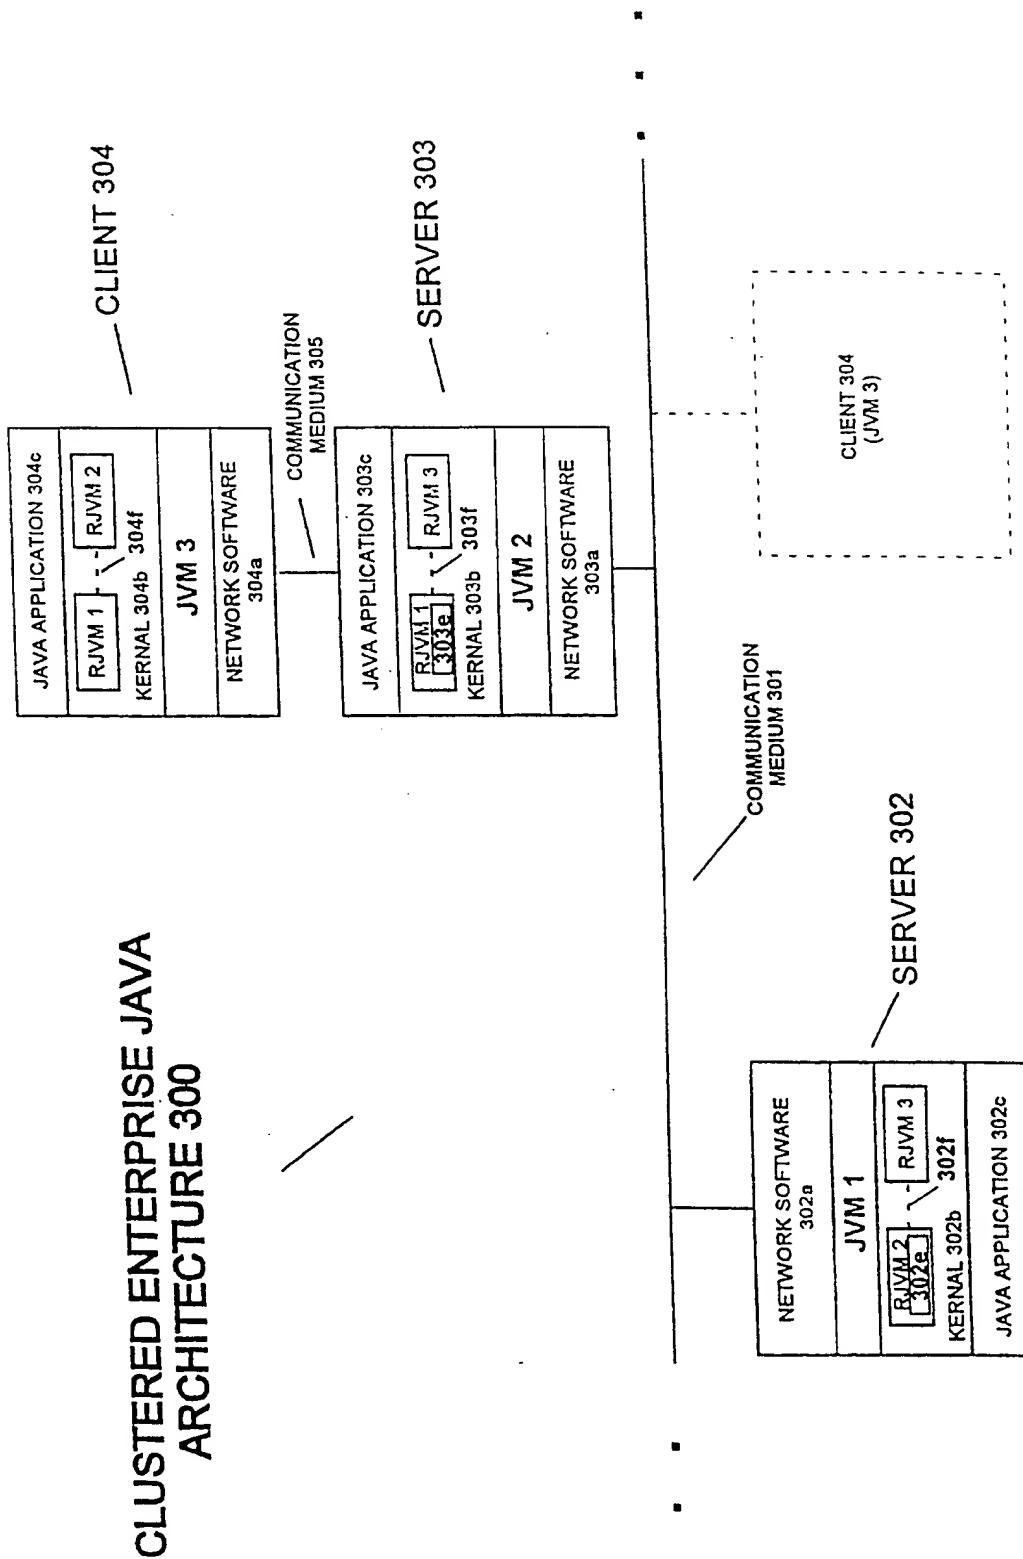 CLUSTERED ENTERPRISE JAVA
ARCHITECTURE 300
JAVA APPLICATION 304c
RJVM 1
RJVM 2
304f
KERNAL 304b
JVM 3
NETWORK SOFTWARE
304a
CLIENT 304
COMMUNICATION
MEDIUM 305
JAVA APPLICATION 303c
RJVM 1
303e
RJVM 3
303f
KERNAL 303b
JVM 2
NETWORK SOFTWARE
303a
SERVER 303
COMMUNICATION
MEDIUM 301
NETWORK SOFTWARE
302a
JVM 1
RJVM 2
302e
RJVM 3
302f
KERNAL 302b
JAVA APPLICATION 302c
SERVER 302
CLIENT 304
(JVM 3)